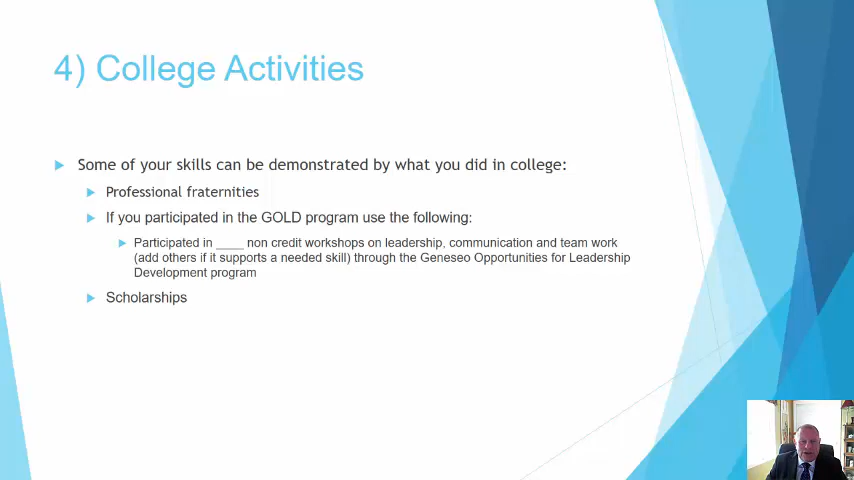 4) College Activities
Some of your skills can be demonstrated by what you did in college:
Professional fraternities
If you participated in the GOLD program use the following:
Participated in ____ non credit workshops on leadership, communication and team work
(add others if it supports a needed skill) through the Geneseo Opportunities for Leadership
Development program
Scholarships